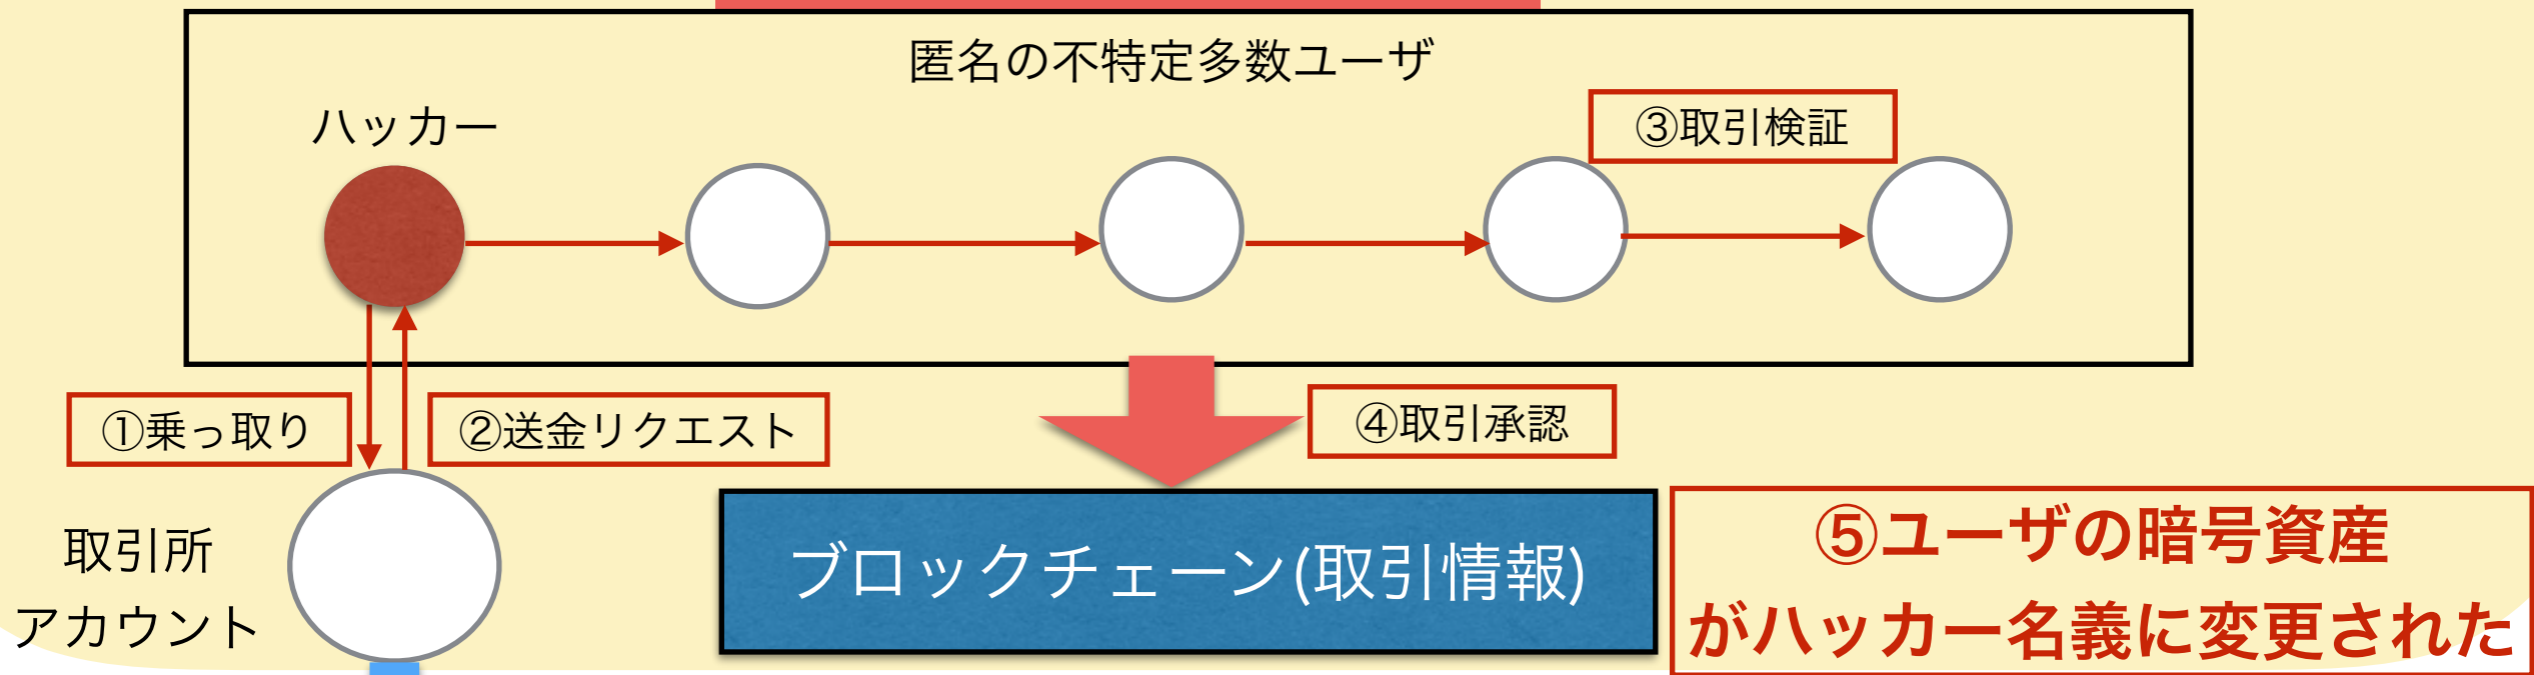 匿名の不特定多数ユーザ
ハッカー
③取引検証
①乗っ取り
②送金リクエスト
④取引承認
取引所
アカウント
ブロックチェーン(取引情報)
⑤ユーザの暗号資産
がハッカー名義に変更された